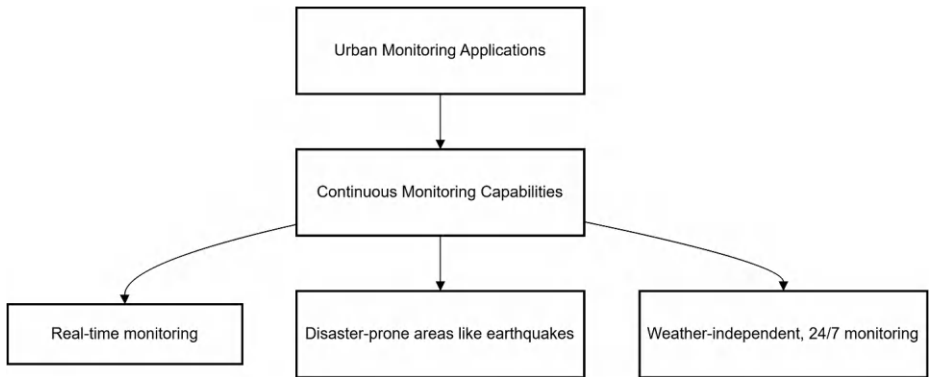 Urban Monitoring Applications
Continuous Monitoring Capabilities
Real-time monitoring
Disaster-prone areas like earthquakes
Weather-independent, 24/7 monitoring